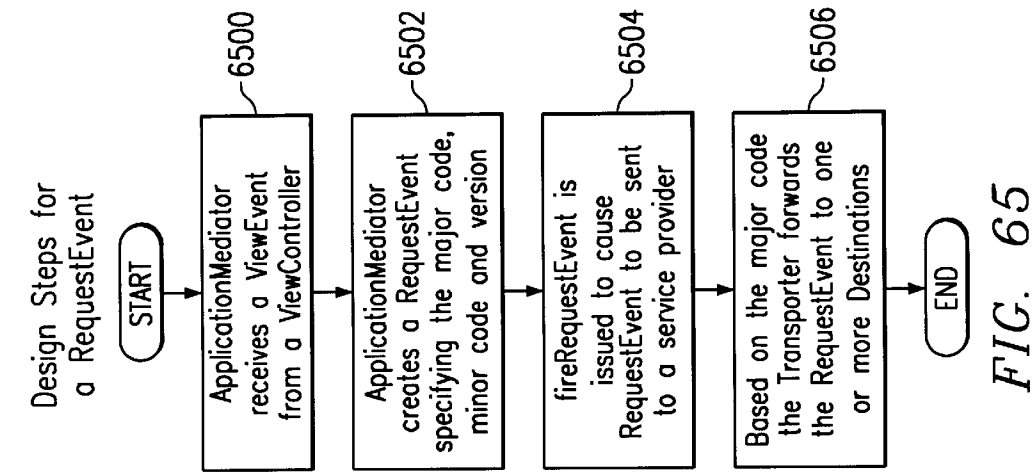 Design Steps for
a RequestEvent
START
ApplicationMediator
receives a ViewEvent
from a ViewController
6500
ApplicationMediator
creates a RequestEvent
specifying the major code,
minor code and version
6502
fireRequestEvent is
issued to cause
RequestEvent to be sent
to a service provider
6504
Based on the major code
the Transporter forwards
the RequestEvent to one
or more Destinations
6506
END
FIG. 65